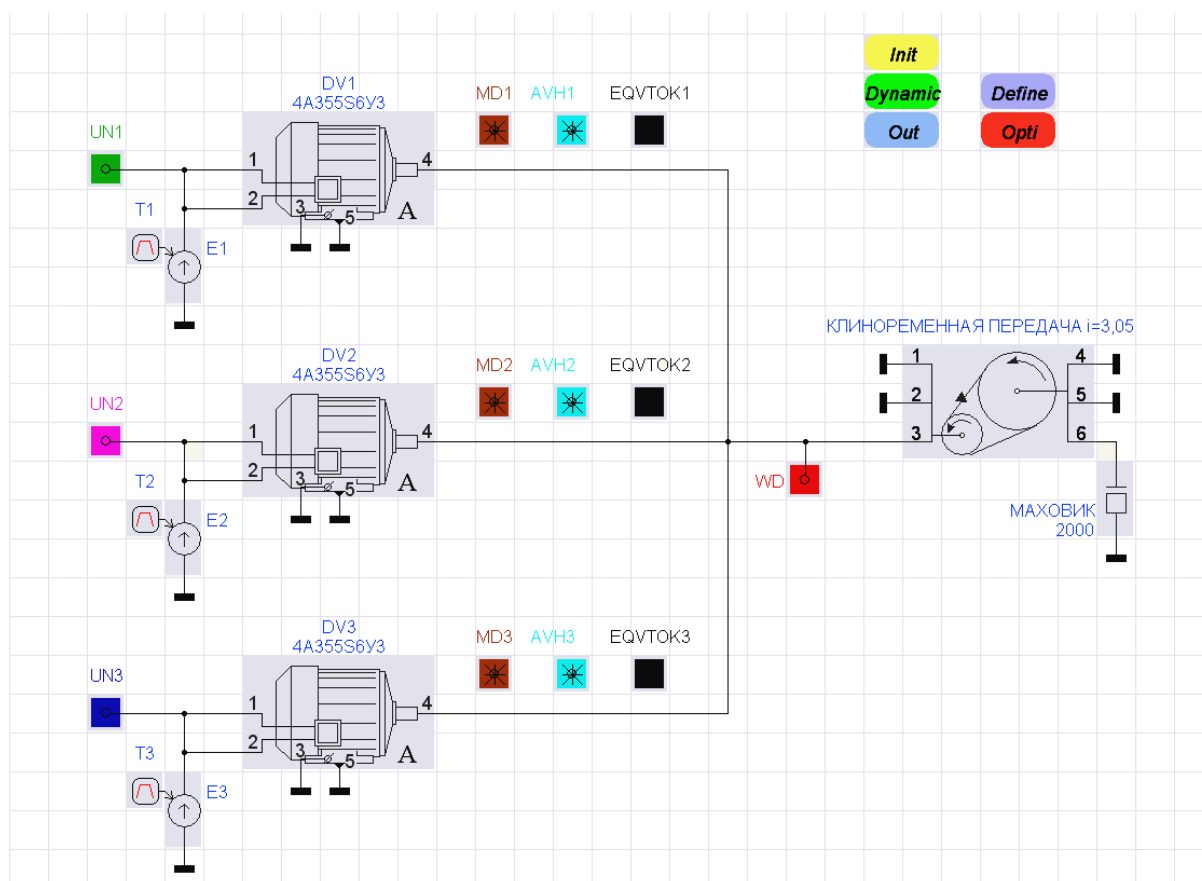 Init
Dynamic
Define
Out
Opti
DV1
4A355S6У3
MD1 AVH1 EQVTOK1
UN1
1
2
3
5
4
A
T1
E1
КЛИНОРЕМЕННАЯ ПЕРЕДАЧА i=3,05
1
2
3
4
5
6
DV2
4A355S6У3
MD2 AVH2 EQVTOK2
UN2
1
2
3
5
4
A
T2
E2
WD
МАХОВИК
2000
DV3
4A355S6У3
MD3 AVH3 EQVTOK3
UN3
1
2
3
5
4
A
T3
E3